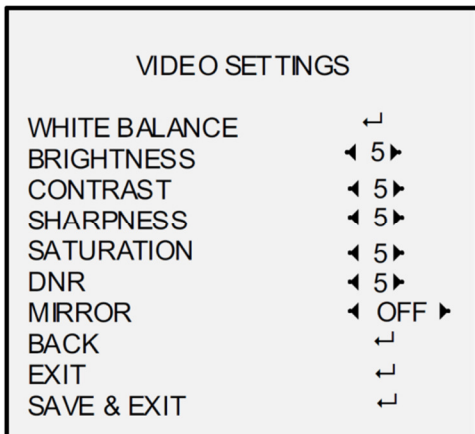 VIDEO SETTINGS
WHITE BALANCE ↵
BRIGHTNESS 5
CONTRAST 5
SHARPNESS 5
SATURATION 5
DNR 5
MIRROR OFF
BACK ↵
EXIT ↵
SAVE & EXIT ↵